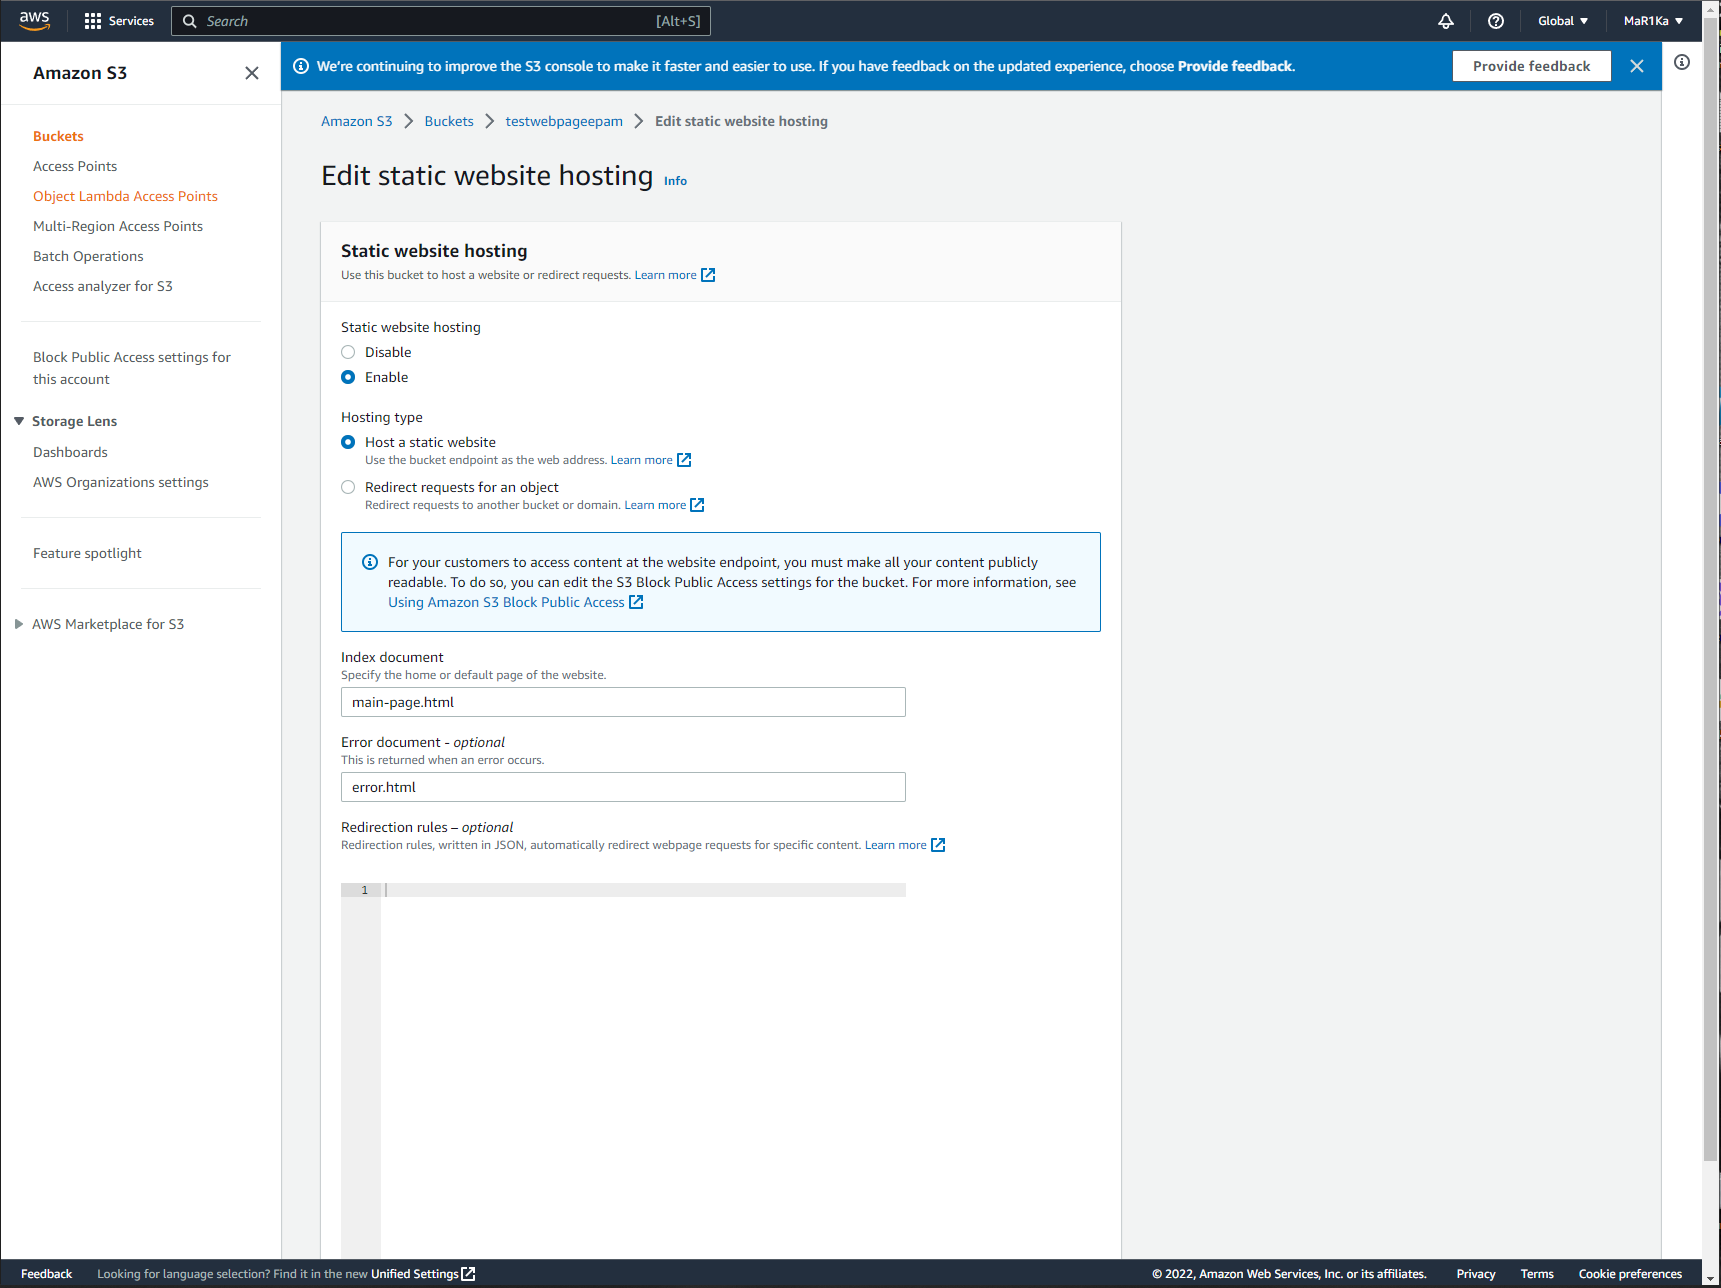 aws
Services
Search
[Alt+S]
Global
MaR1Ka
Amazon S3
We're continuing to improve the S3 console to make it faster and easier to use. If you have feedback on the updated experience, choose Provide feedback.
Provide feedback
Buckets
Access Points
Object Lambda Access Points
Multi-Region Access Points
Batch Operations
Access analyzer for S3
Block Public Access settings for
this account
Storage Lens
Dashboards
AWS Organizations settings
Feature spotlight
AWS Marketplace for S3
Amazon S3 > Buckets > testwebpageepam > Edit static website hosting
Edit static website hosting Info
Static website hosting
Use this bucket to host a website or redirect requests. Learn more
Static website hosting
Disable
Enable
Hosting type
Host a static website
Use the bucket endpoint as the web address. Learn more
Redirect requests for an object
Redirect requests to another bucket or domain. Learn more
For your customers to access content at the website endpoint, you must make all your content publicly
readable. To do so, you can edit the S3 Block Public Access settings for the bucket. For more information, see
Using Amazon S3 Block Public Access
Index document
Specify the home or default page of the website.
main-page.html
Error document - optional
This is returned when an error occurs.
error.html
Redirection rules – optional
Redirection rules, written in JSON, automatically redirect webpage requests for specific content. Learn more
1
Feedback
Looking for language selection? Find it in the new Unified Settings
© 2022, Amazon Web Services, Inc. or its affiliates.
Privacy
Terms
Cookie preferences